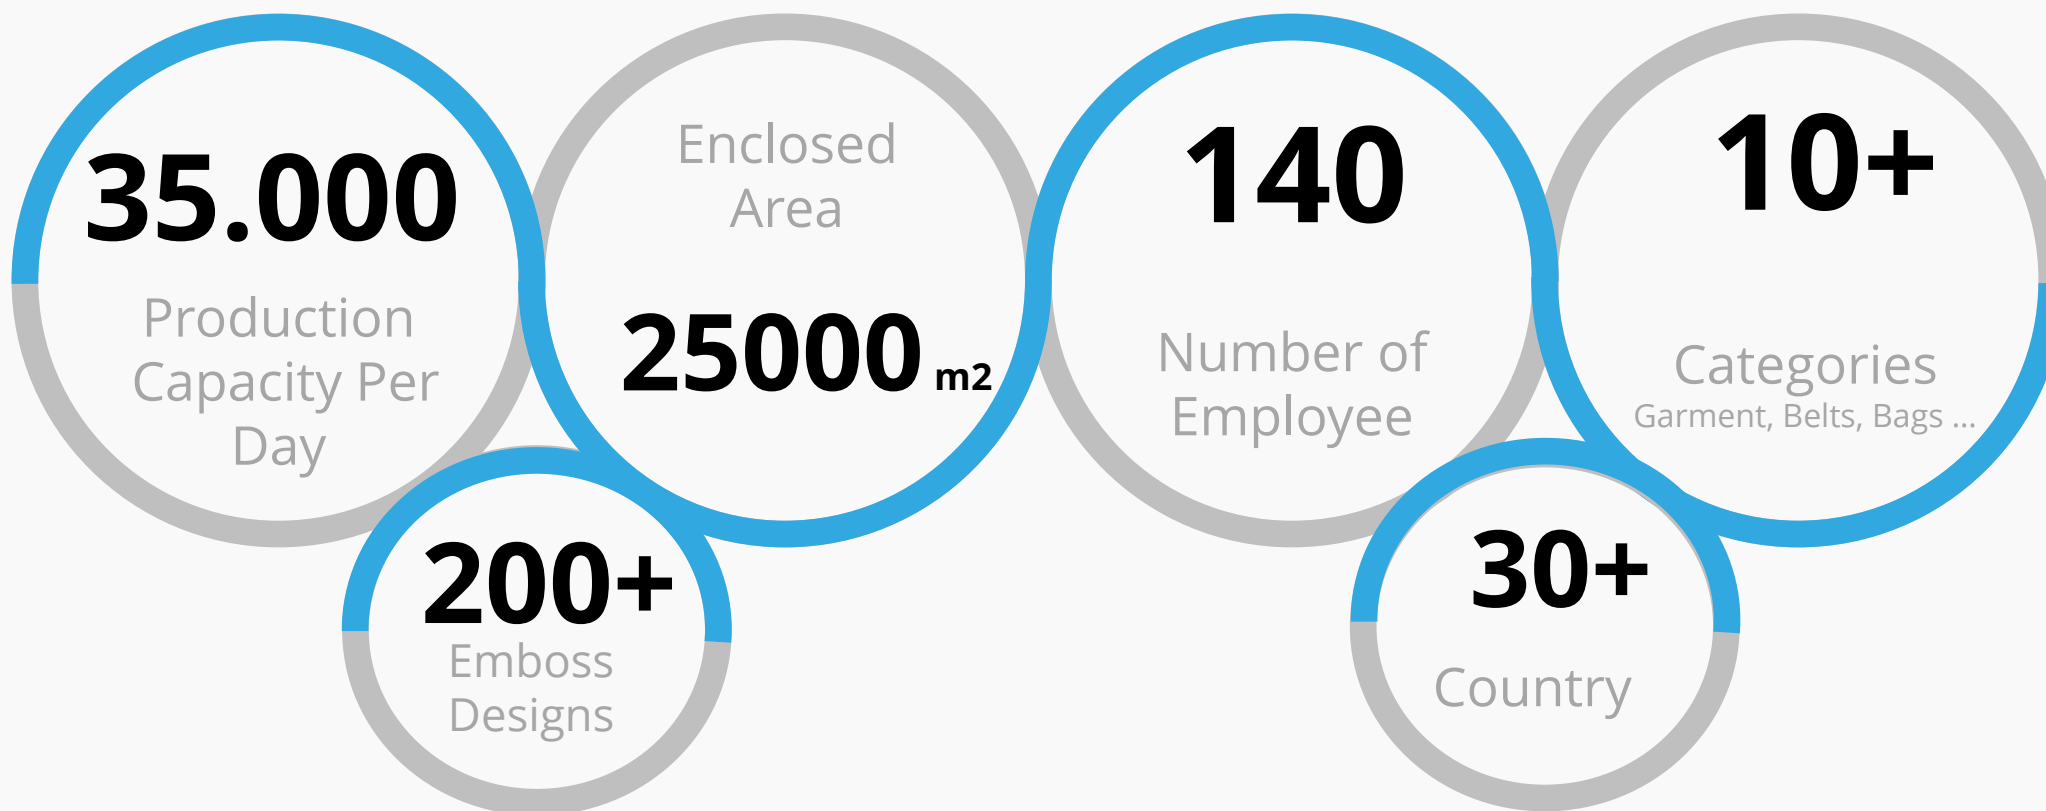 35.000
Production
Capacity Per
Day
Enclosed
Area
25000 m2
140
Number of
Employee
10+
Categories
Garment, Belts, Bags ...
200+
Emboss
Designs
30+
Country